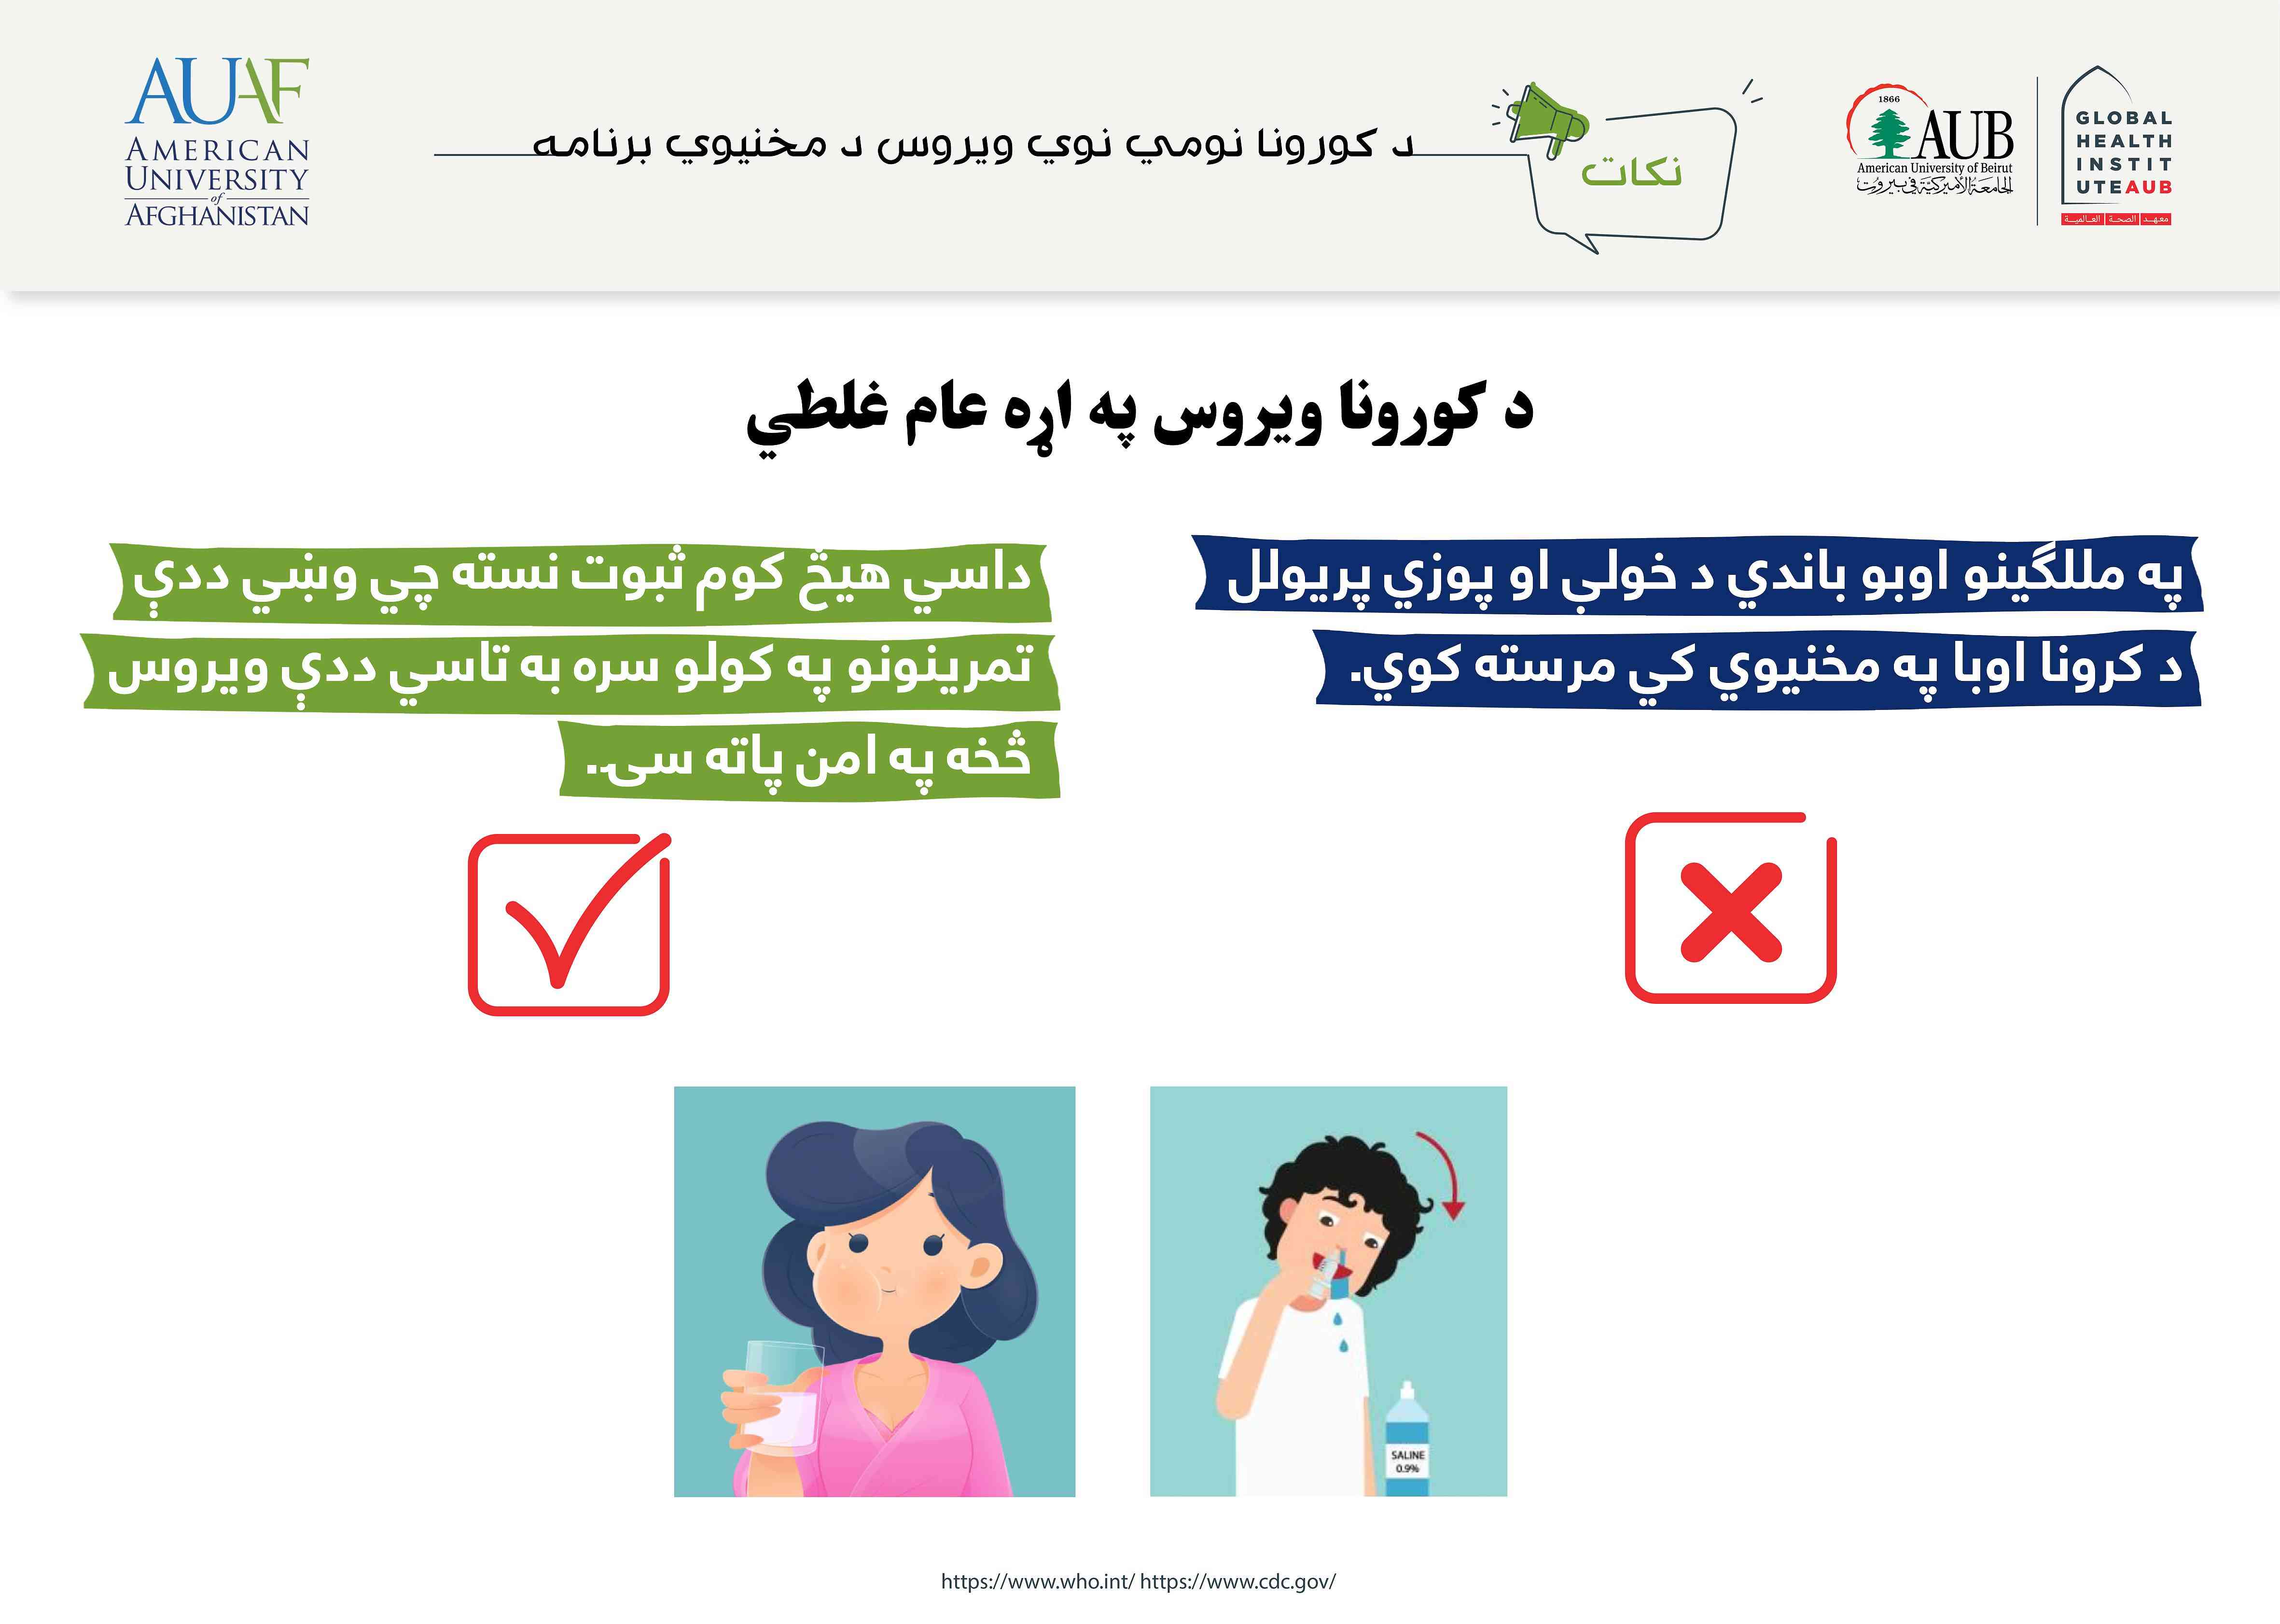 AUAF
AMERICAN
UNIVERSITY
of
AFGHANISTAN
د کورونا نومي نوي ویروس د مخنیوي برنامه
نکات
1866
AUB
American University of Beirut
الجامعة الأميركية في بيروت
GLOBAL
HEALTH
INSTIT
UTEAUB
معهد الصحة العالمية
د کورونا ویروس په اړه عام غلطي
په مللګینو اوبو باندي د خولې او پوزي پریولل
د کرونا اوبا په مخنیوي کي مرسته کوي.
داسي هیڅ کوم ثبوت نسته چي وښي ددې
تمرینونو په کولو سره به تاسي ددې ویروس
څخه په امن پاته سۍ.
SALINE
0.9%
https://www.who.int/ https://www.cdc.gov/